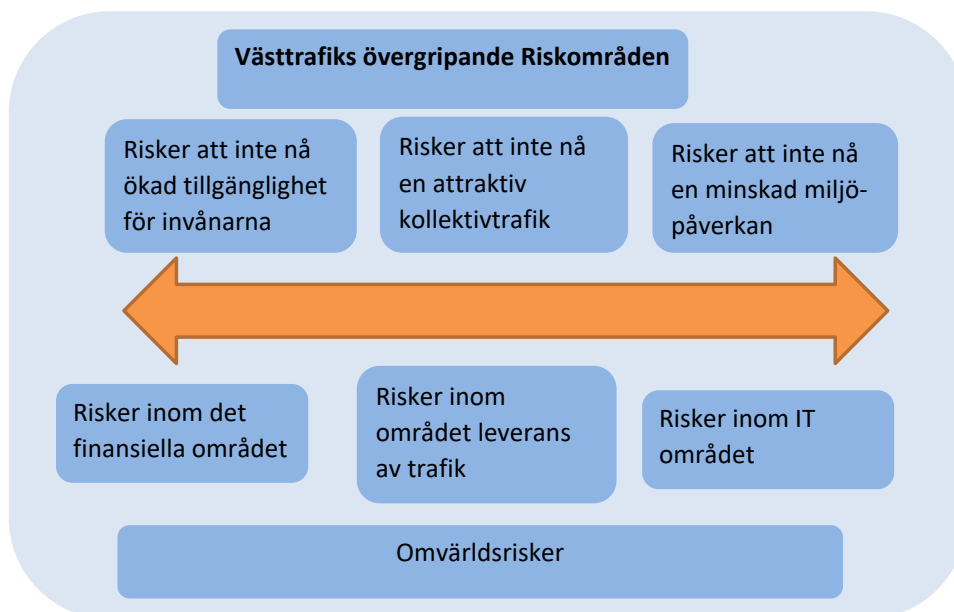 Västtrafiks övergripande Riskområden
Risker att inte nå
ökad tillgänglighet
för invånarna
Risker att inte nå
en attraktiv
kollektivtrafik
Risker att inte nå
en minskad miljö-
påverkan
Risker inom det
finansiella området
Risker inom
området leverans
av trafik
Risker inom IT
området
Omvärldsrisker